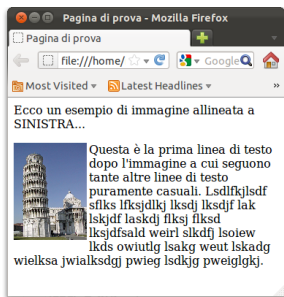 Pagina di prova - Mozilla Firefox
Pagina di prova
file:///home/ Google
Most Visited Latest Headlines »
Ecco un esempio di immagine allineata a
SINISTRA...
Questa è la prima linea di testo
dopo l'immagine a cui seguono
tante altre linee di testo
puramente casuali. Lsdlfkjlsdf
sflks lfksjdlkj lksdj lksdjf lak
lskjdf laskdj flksj flksd
lksjdfsald weirl slkdfj lsoiew
lkds owiutlg lsakg weut lskadg
wielksa jwialksdgj pwieg lsdkjg pweiglgkj.